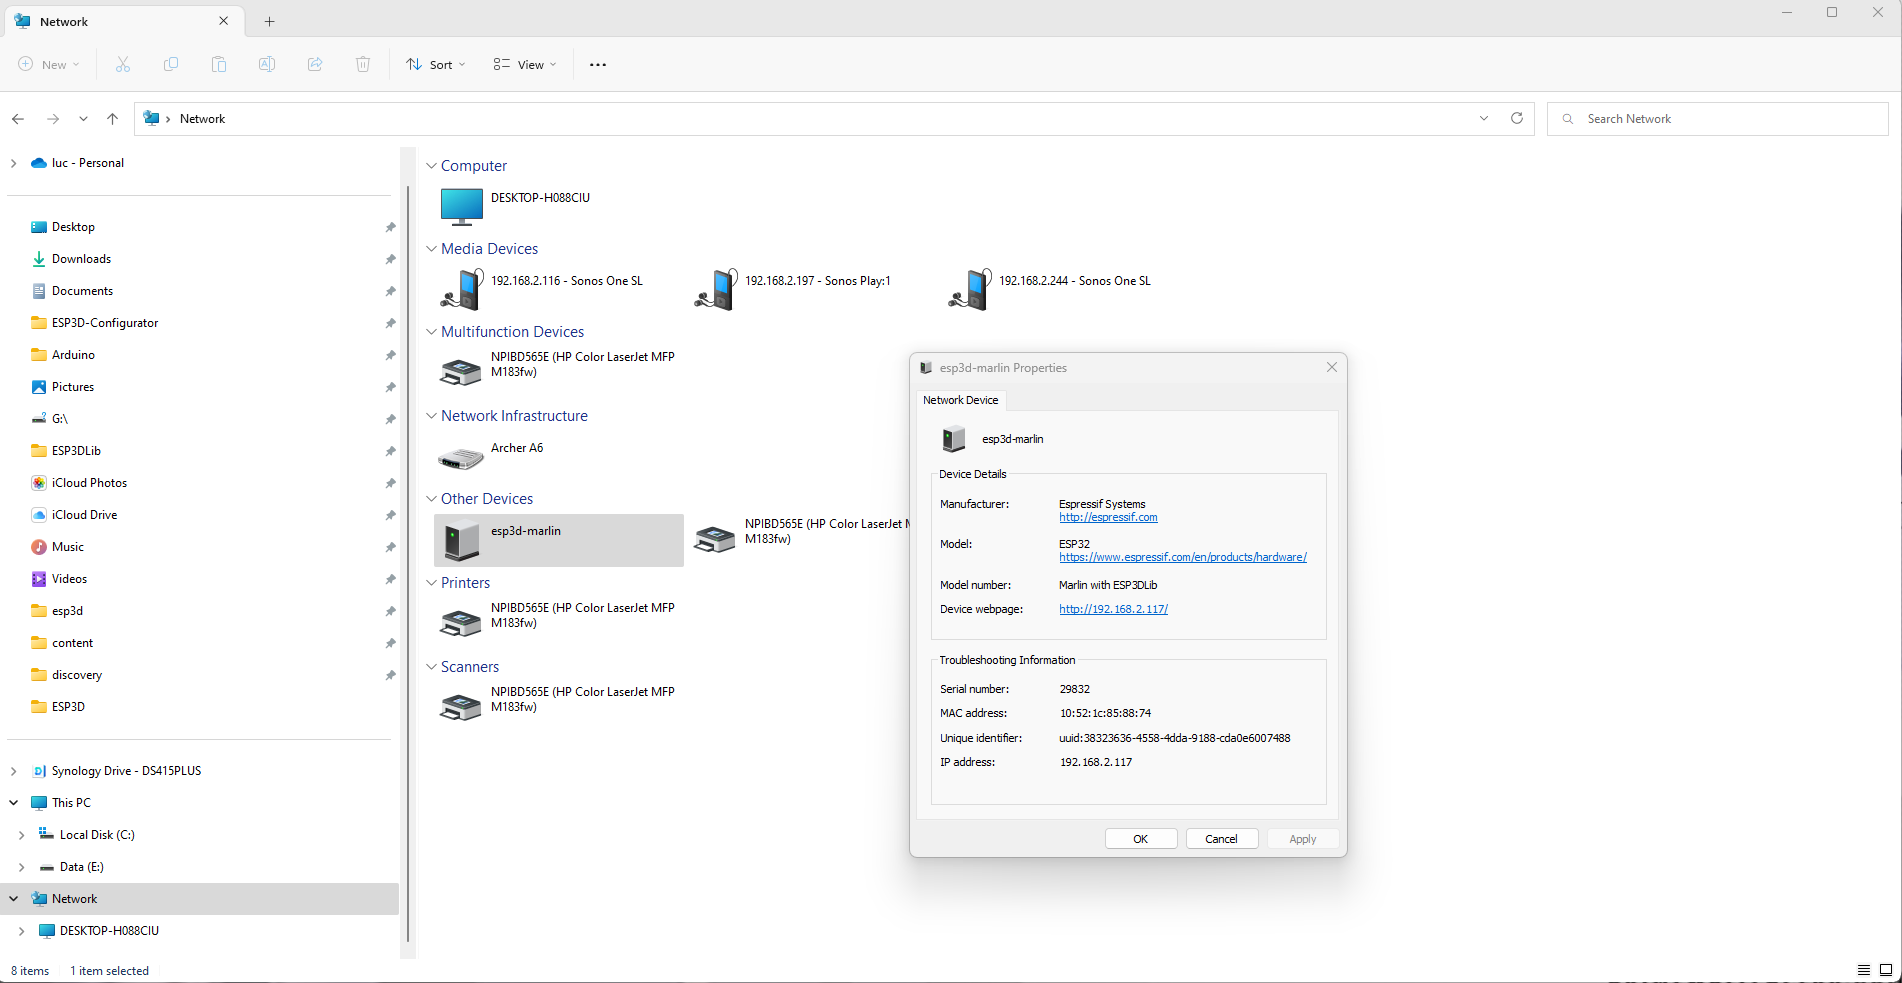 Network
New
Sort
View
Network
Search Network
luc - Personal
Desktop
Downloads
Documents
ESP3D-Configurator
Arduino
Pictures
G:\
ESP3DLib
iCloud Photos
iCloud Drive
Music
Videos
esp3d
content
discovery
ESP3D
Synology Drive - DS415PLUS
This PC
Local Disk (C:)
Data (E:)
Network
DESKTOP-H088CIU
8 items 1 item selected
Computer
DESKTOP-H088CIU
Media Devices
192.168.2.116 - Sonos One SL
192.168.2.197 - Sonos Play:1
192.168.2.244 - Sonos One SL
Multifunction Devices
NPIBD565E (HP Color LaserJet MFP
M183fw)
Network Infrastructure
Archer A6
Other Devices
esp3d-marlin
NPIBD565E (HP Color LaserJet M
M183fw)
Printers
NPIBD565E (HP Color LaserJet MFP
M183fw)
Scanners
NPIBD565E (HP Color LaserJet MFP
M183fw)
esp3d-marlin Properties
Network Device
esp3d-marlin
Device Details
Manufacturer: Espressif Systems
http://espressif.com
Model: ESP32
https://www.espressif.com/en/products/hardware/
Model number: Marlin with ESP3DLib
Device webpage: http://192.168.2.117/
Troubleshooting Information
Serial number: 29832
MAC address: 10:52:1c:85:88:74
Unique identifier: uuid:38323636-4558-4dda-9188-cda0e6007488
IP address: 192.168.2.117
OK Cancel Apply